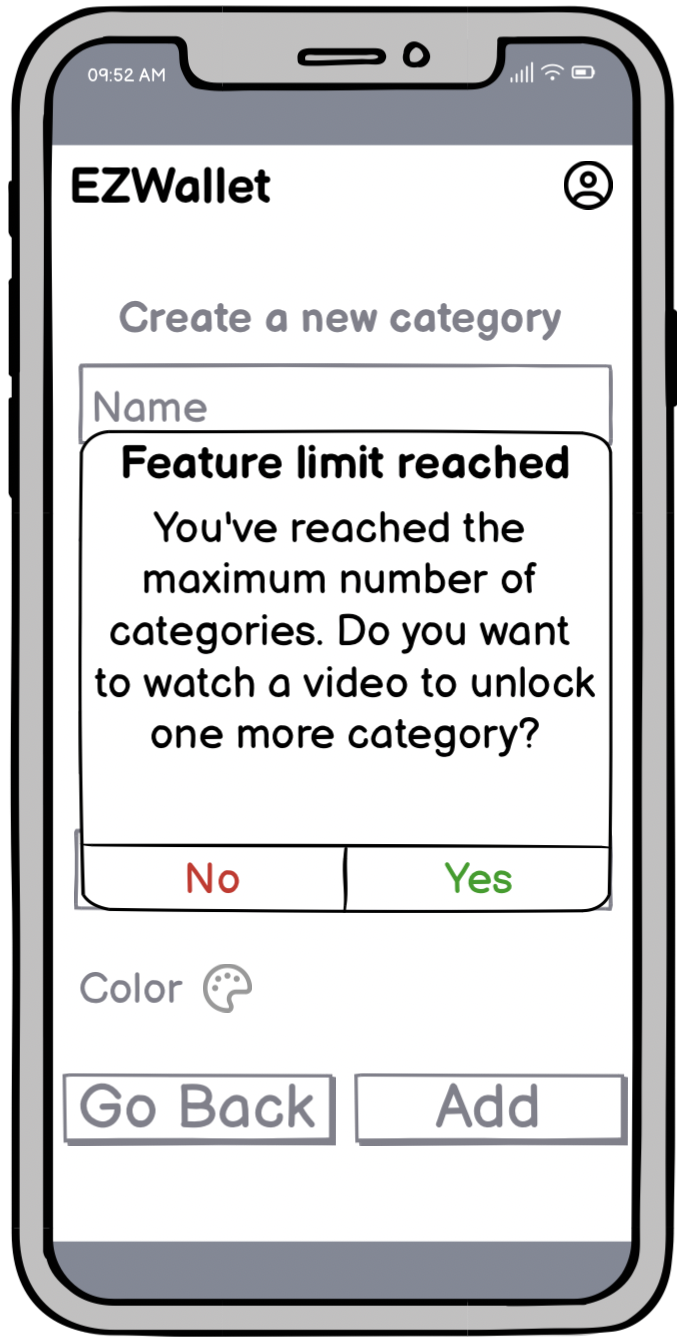 09:52 AM
EZWallet
Create a new category
Name
Feature limit reached
You've reached the
maximum number of
categories. Do you want
to watch a video to unlock
one more category?
No
Yes
Color
Go Back
Add